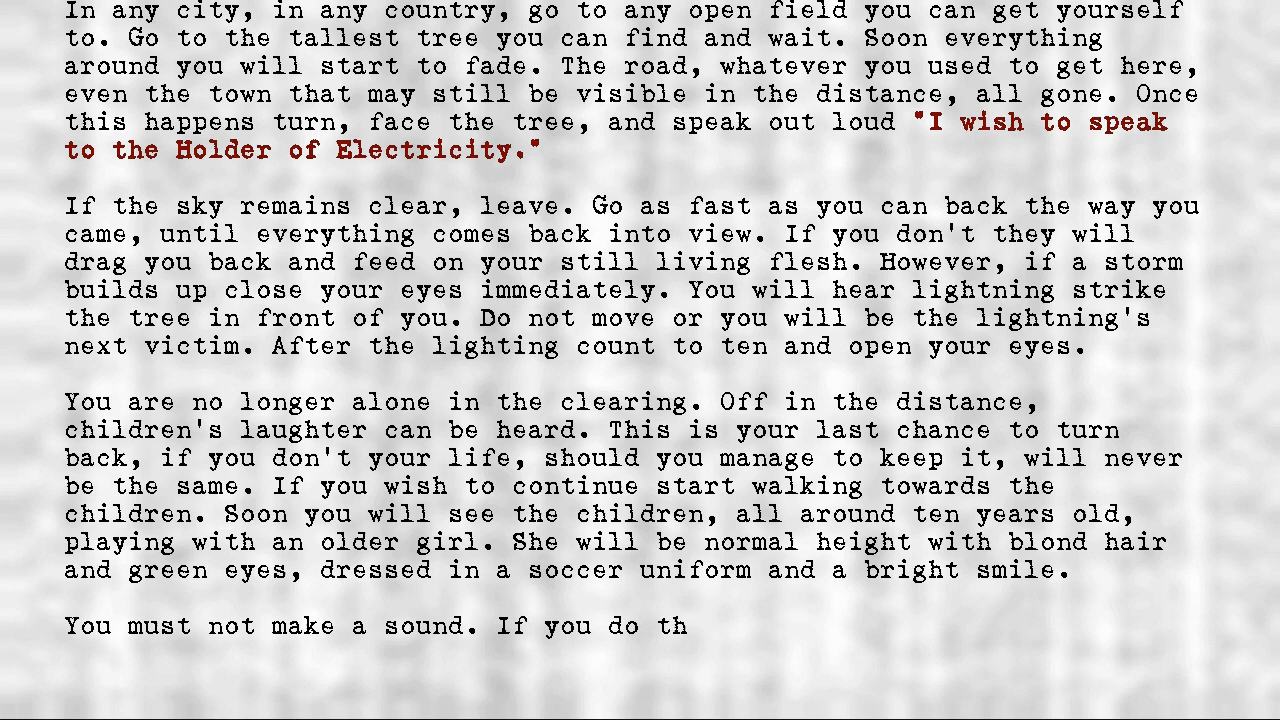 In any city, in any country, go to any open field you can get yourself
to. Go to the tallest tree you can find and wait. Soon everything
around you will start to fade. The road, whatever you used to get here,
even the town that may still be visible in the distance, all gone. Once
this happens turn, face the tree, and speak out loud "I wish to speak
to the Holder of Electricity."
If the sky remains clear, leave. Go as fast as you can back the way you
came, until everything comes back into view. If you don't they will
drag you back and feed on your still living flesh. However, if a storm
builds up close your eyes immediately. You will hear lightning strike
the tree in front of you. Do not move or you will be the lightning's
next victim. After the lighting count to ten and open your eyes.
You are no longer alone in the clearing. Off in the distance,
children's laughter can be heard. This is your last chance to turn
back, if you don't your life, should you manage to keep it, will never
be the same. If you wish to continue start walking towards the
children. Soon you will see the children, all around ten years old,
playing with an older girl. She will be normal height with blond hair
and green eyes, dressed in a soccer uniform and a bright smile.
You must not make a sound. If you do th